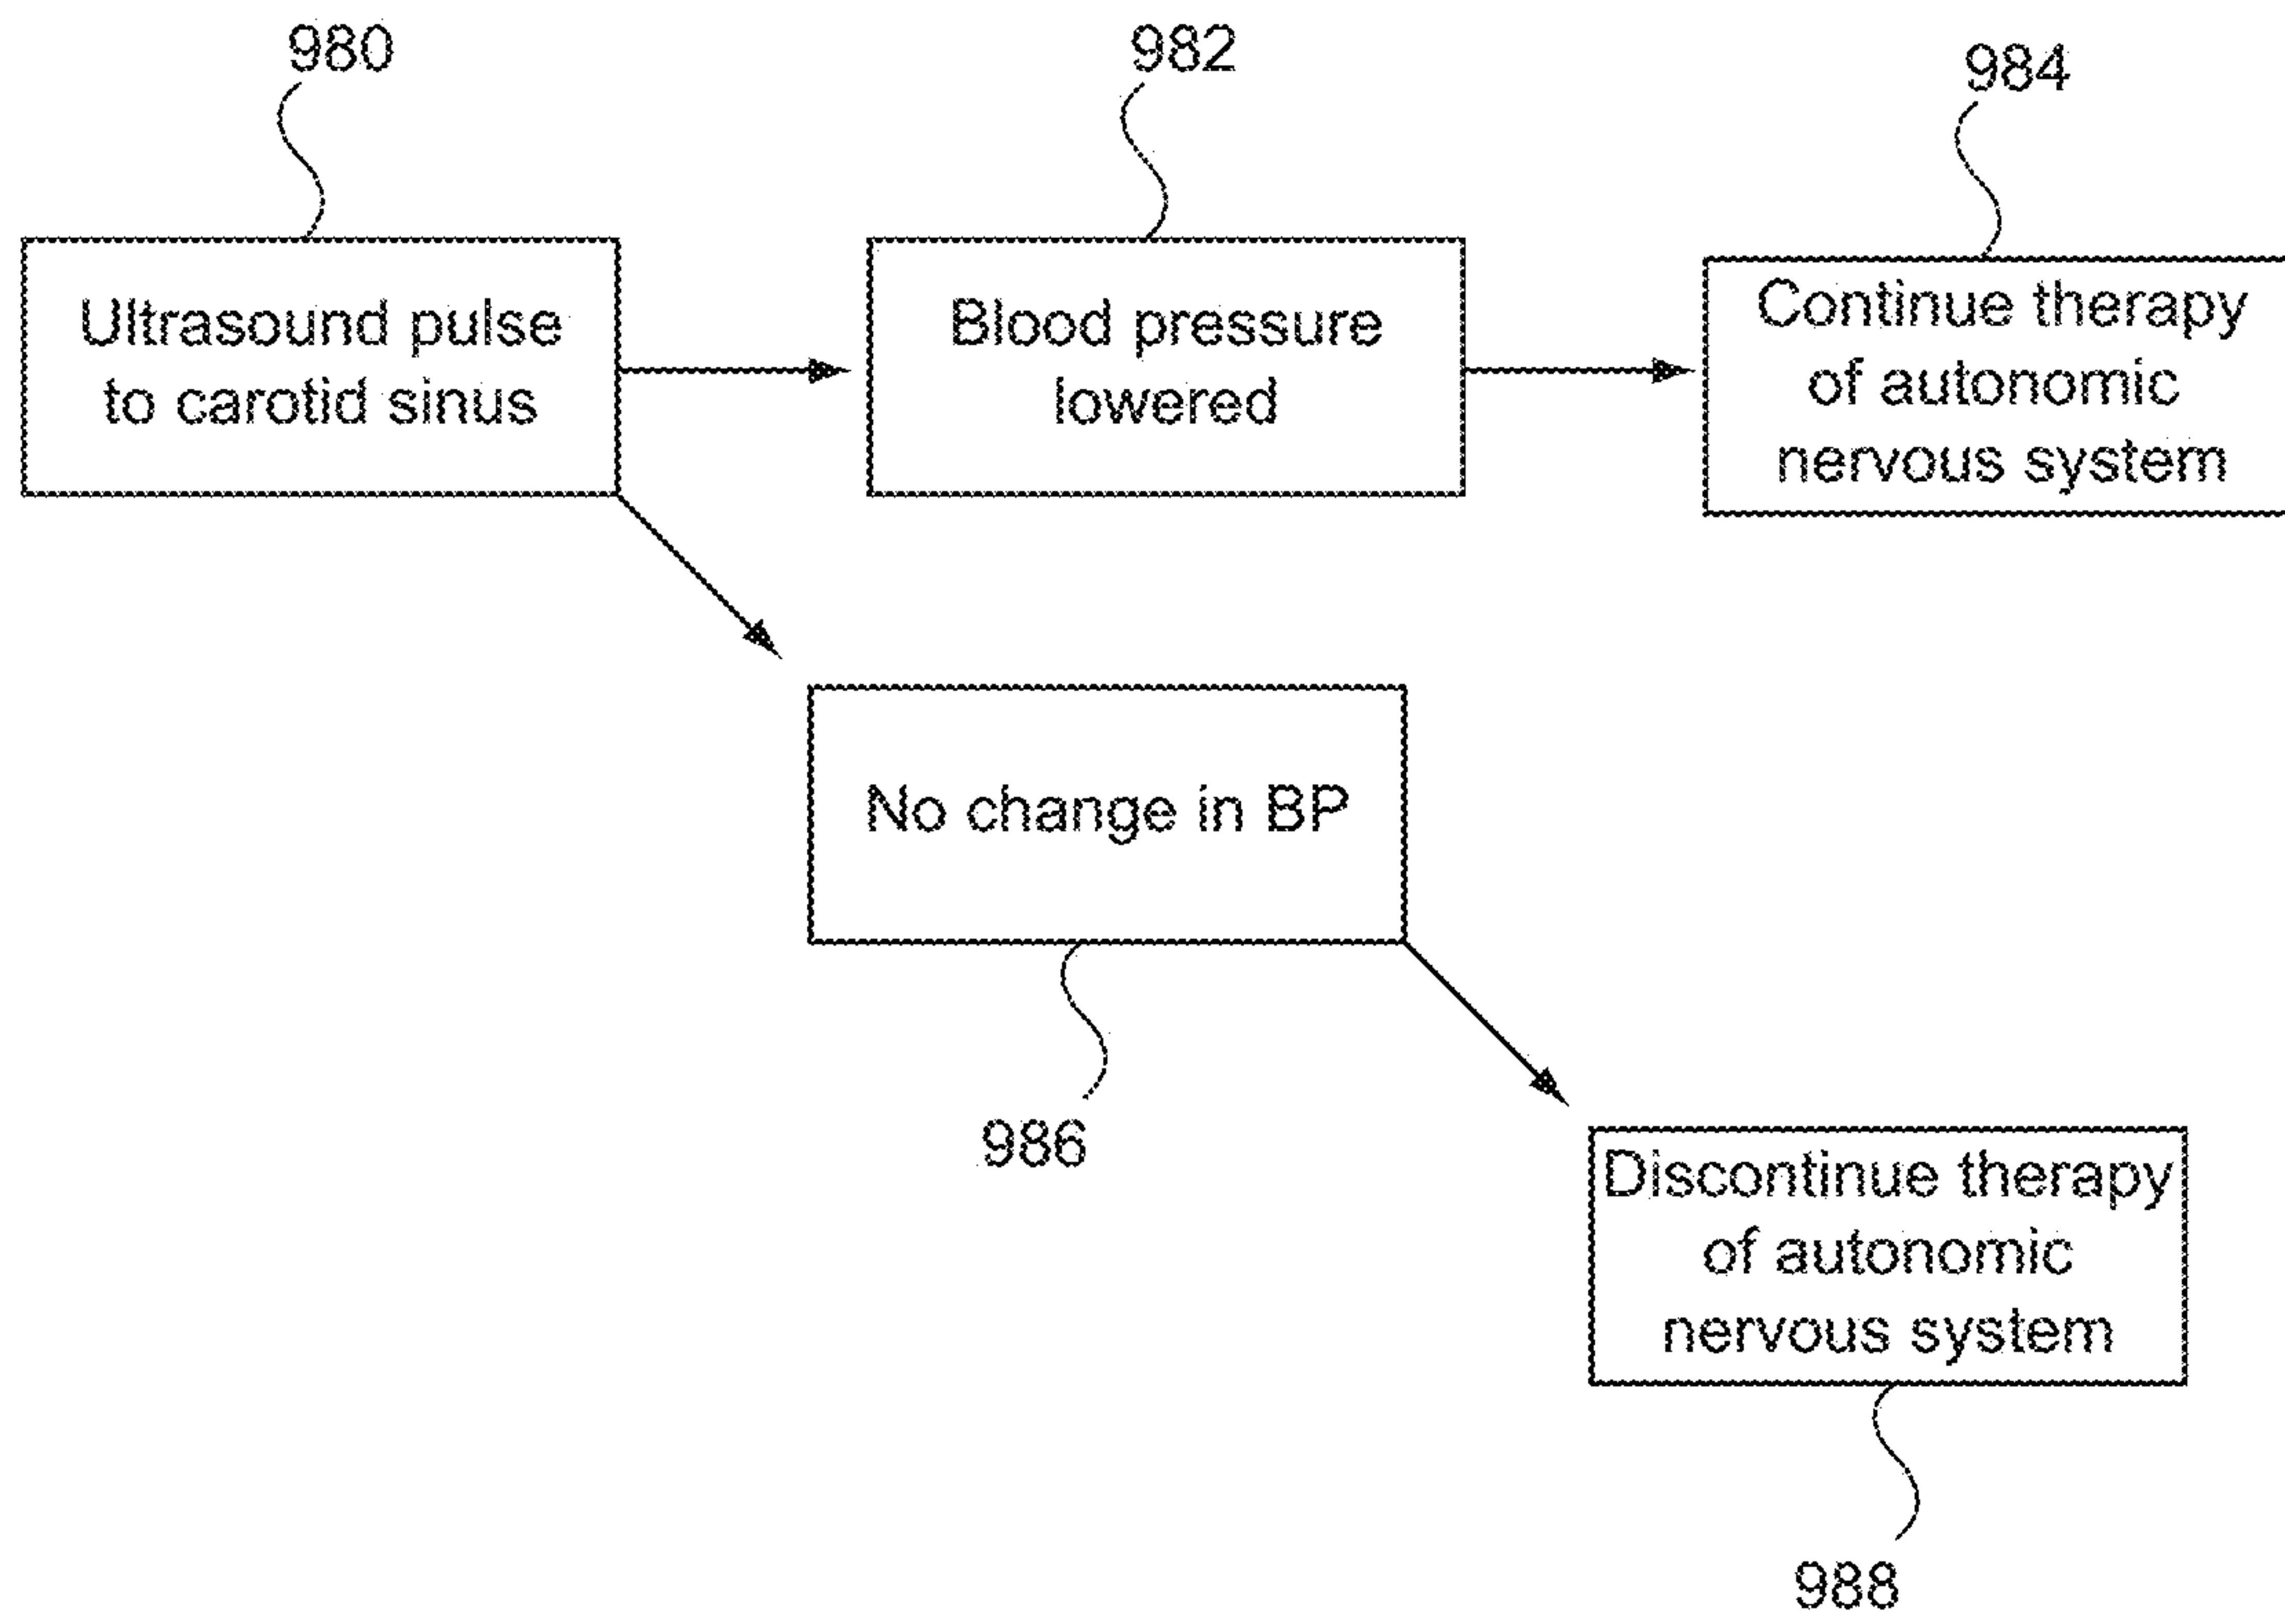 980
982
984
Ultrasound pulse
to carotid sinus
Blood pressure
lowered
Continue therapy
of autonomic
nervous system
No change in BP
986
Discontinue therapy
of autonomic
nervous system
988